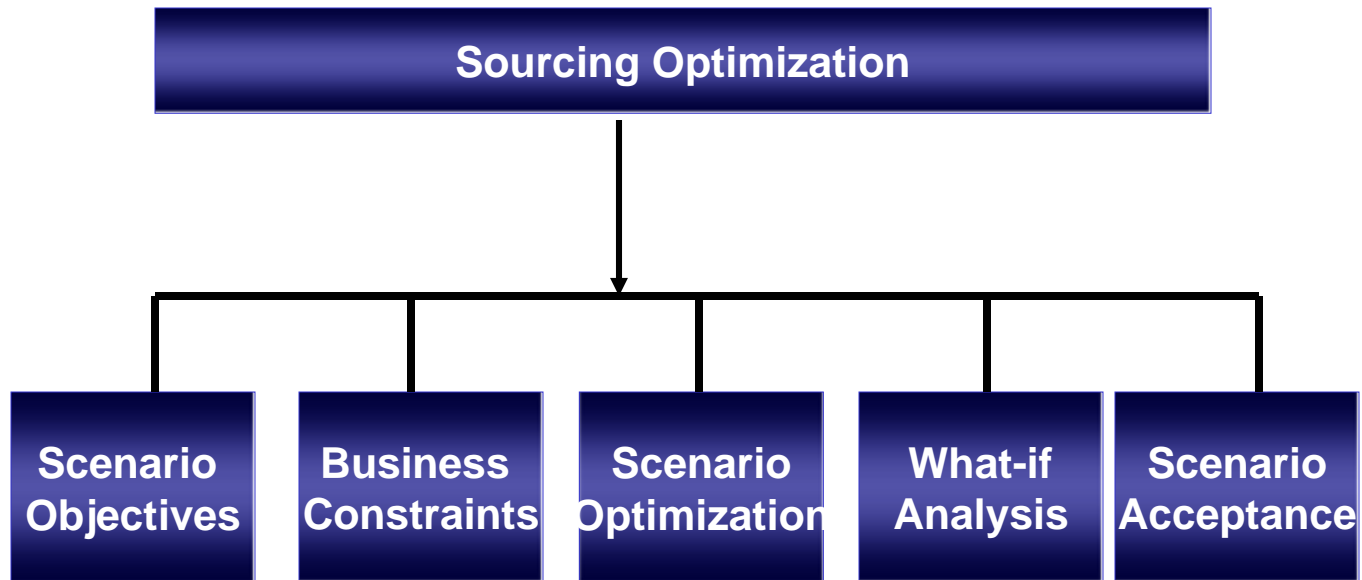 Sourcing Optimization
Scenario
Objectives
Business
Constraints
Scenario
Optimization
What-if
Analysis
Scenario
Acceptance